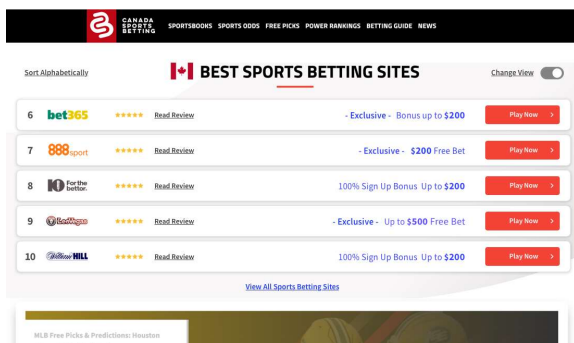 CANADA
SPORTS
BETTING
SPORTSBOOKS SPORTS ODDS FREE PICKS POWER RANKINGS BETTING GUIDE NEWS
Sort Alphabetically
BEST SPORTS BETTING SITES
Change View
6 bet365 Read Review - Exclusive - Bonus up to $200 Play Now >
7 888sport Read Review - Exclusive - $200 Free Bet Play Now >
8 10 For the better. Read Review 100% Sign Up Bonus Up to $200 Play Now >
9 LeoVegas Read Review - Exclusive - Up to $500 Free Bet Play Now >
10 William HILL Read Review 100% Sign Up Bonus Up to $200 Play Now >
View All Sports Betting Sites
MLB Free Picks & Predictions: Houston